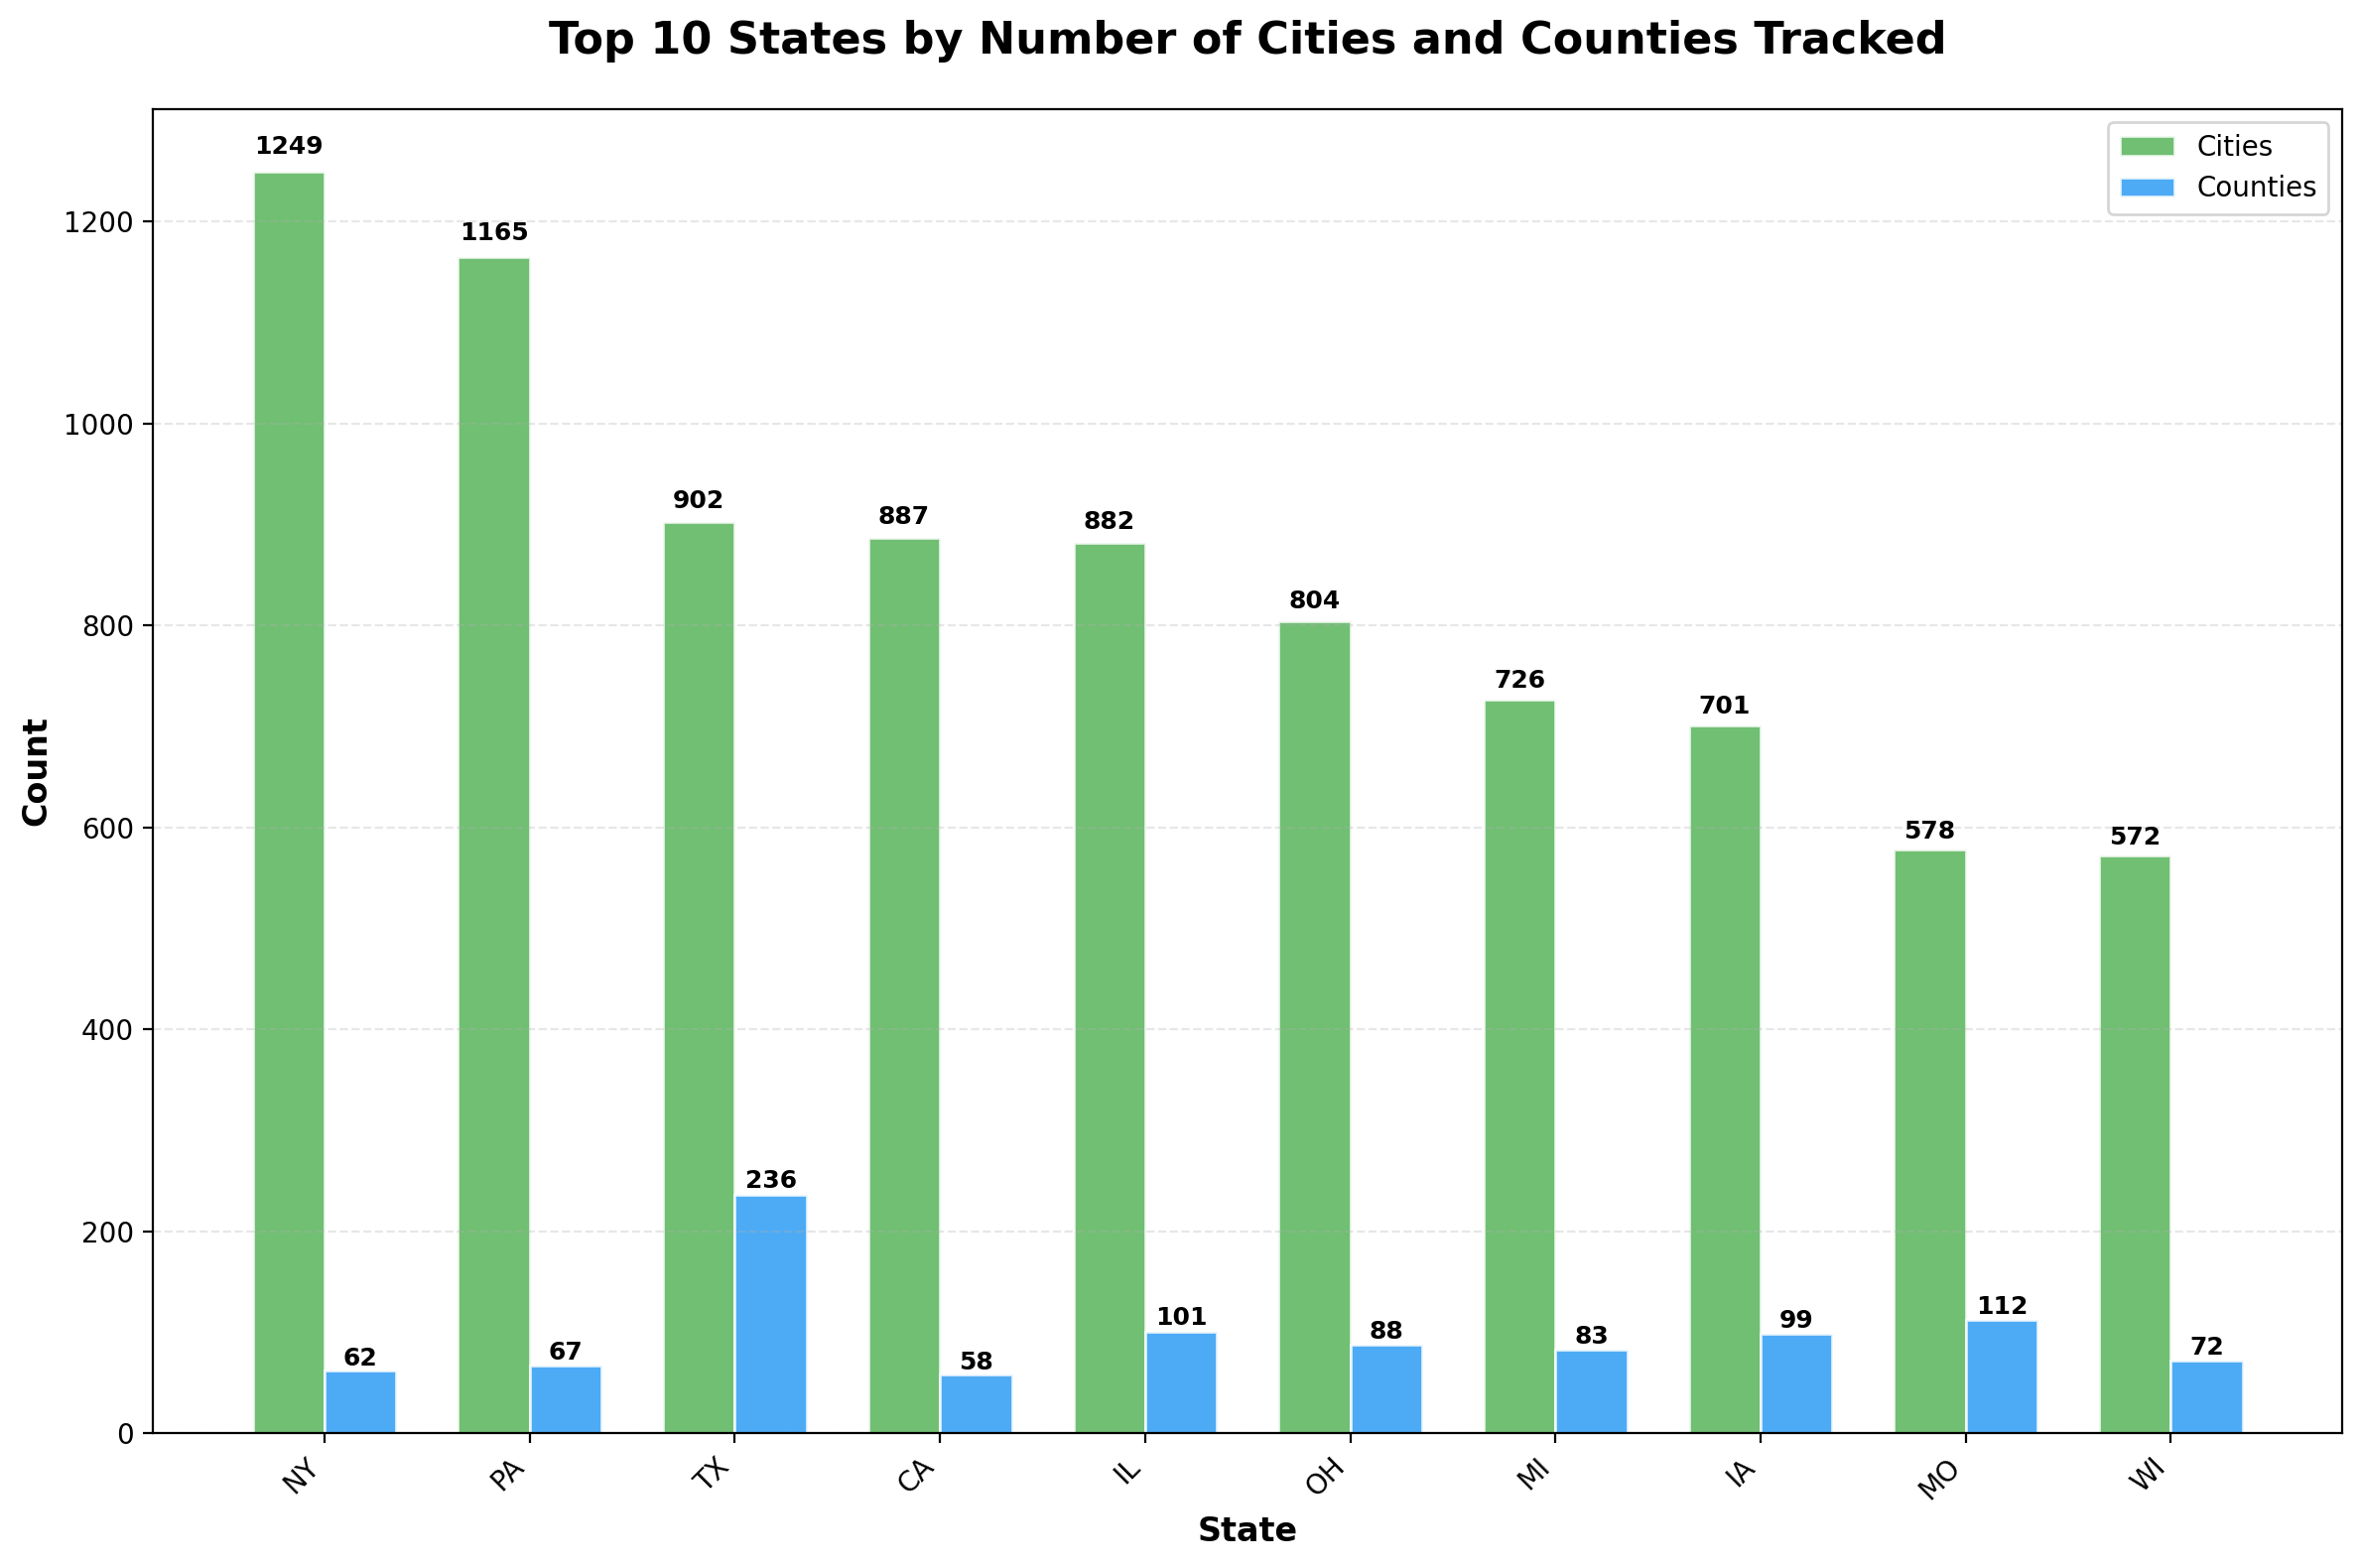 Top 10 States by Number of Cities and Counties Tracked
Cities
Counties
Count
1200
1000
800
600
400
200
0
1249
62
1165
67
902
236
887
58
882
101
804
88
726
83
701
99
578
112
572
72
NY
PA
TX
CA
IL
OH
MI
IA
MO
WI
State